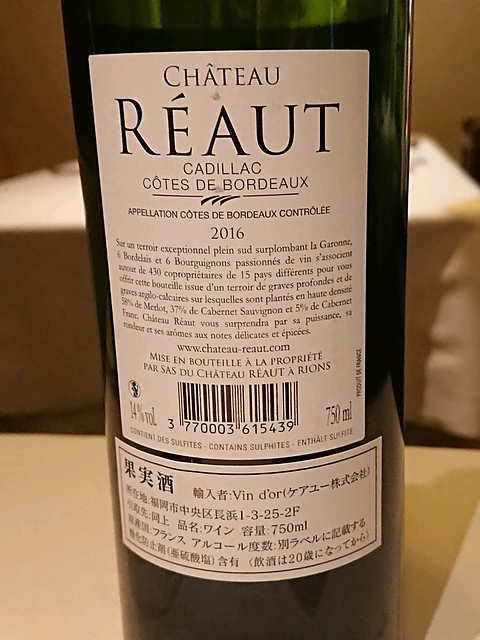 CHÂTEAU
RÉAUT
CADILLAC
CÔTES DE BORDEAUX
APPELLATION CÔTES DE BORDEAUX CONTRÔLÉE
2016
Sur un terroir exceptionnel plein sud surplombant la Garonne,
6 Bordelais et 6 Bourguignons passionnés de vin s'associent
autour de 430 copropriétaires de 15 pays différents pour vous
offrir cette bouteille issue d'un terroir de graves profondes et de
graves argilo-calcaires sur lesquelles sont plantés en haute densité
58% de Merlot, 37% de Cabernet Sauvignon et 5% de Cabernet
Franc. Château Réaut vous surprendra par sa puissance, sa
rondeur et ses arômes aux notes délicates et épicées.
www.chateau-reaut.com
MISE EN BOUTEILLE À LA PROPRIÉTÉ
PAR SAS DU CHÂTEAU RÉAUT À RIONS
PRODUIT DE FRANCE
14% vol.
3 770003 615439
750 ml
CONTIENT DES SULFITES - CONTAINS SULPHITES - ENTHÄLT SULFITE
果実酒 輸入者:Vin d'or(ケアユー株式会社)
所在地:福岡市中央区長浜1-3-25-2F
引取先:同上 品名:ワイン 容量:750ml
原産国:フランス アルコール度数:別ラベルに記載する
酸化防止剤(亜硫酸塩)含有 〈飲酒は20歳になってから〉